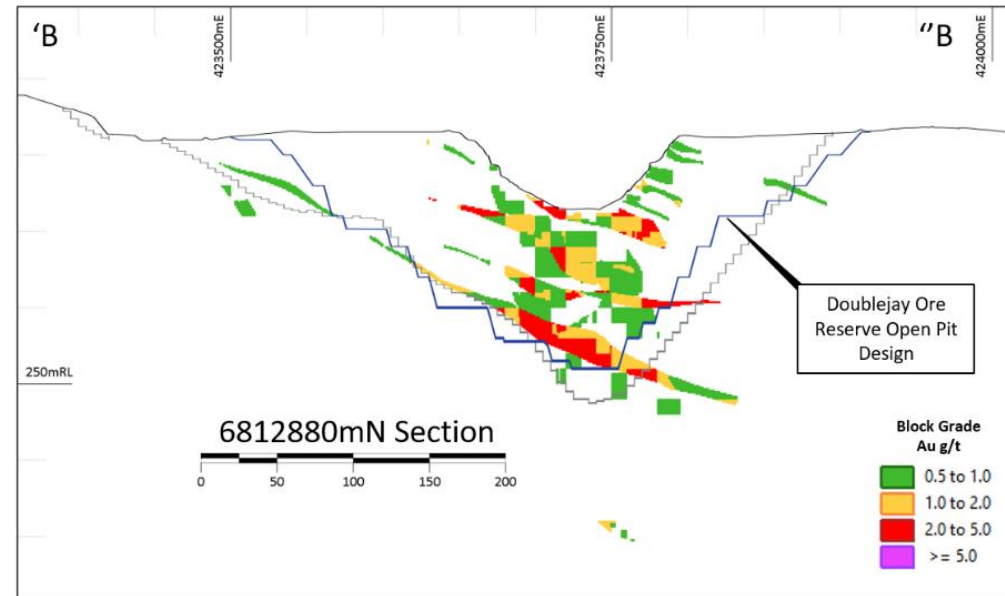 ‘B
423500mE
423750mE
‘’B
424000mE
Doublejay Ore
Reserve Open Pit
Design
250mRL
6812880mN Section
0 50 100 150 200
Block Grade
Au g/t
0.5 to 1.0
1.0 to 2.0
2.0 to 5.0
>= 5.0